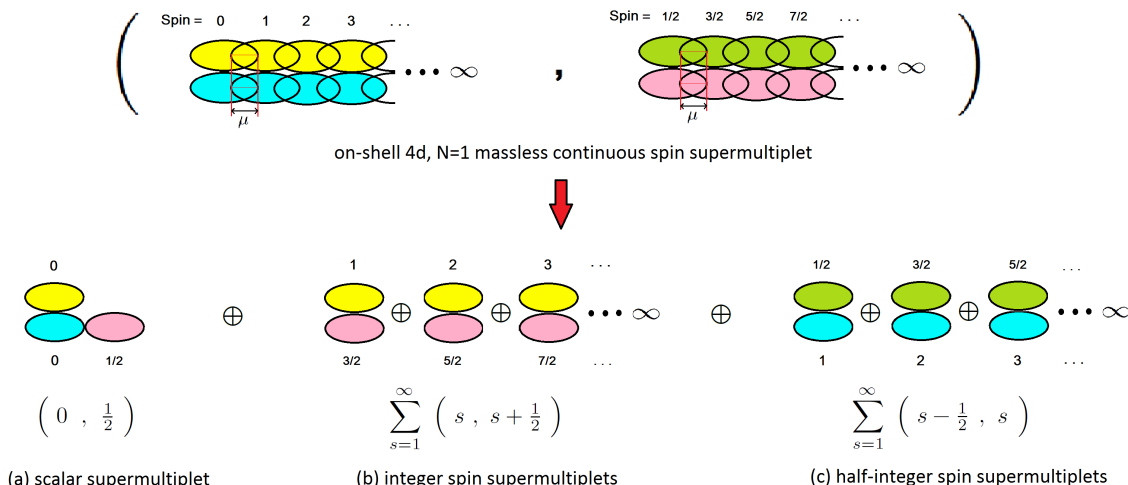 Spin = 0 1 2 3 . . .
Spin = 1/2 3/2 5/2 7/2 . . .
( ••• ∞ , ••• ∞ )
μ μ
on-shell 4d, N=1 massless continuous spin supermultiplet
0 1 2 3 . . . 1/2 3/2 5/2 . . .
⊕ ⊕ ⊕ ••• ∞ ⊕ ⊕ ⊕ ••• ∞
0 1/2 3/2 5/2 7/2 . . . 1 2 3 . . .
( 0 , 1/2 ) ∑_{s=1}^{∞} ( s , s + 1/2 ) ∑_{s=1}^{∞} ( s − 1/2 , s )
(a) scalar supermultiplet (b) integer spin supermultiplets (c) half-integer spin supermultiplets